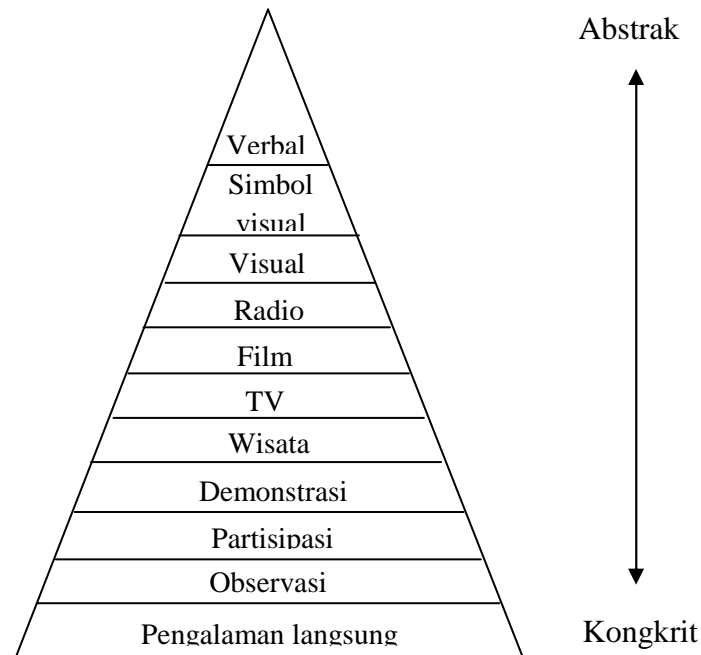 Abstrak
Verbal
Simbol
visual
Visual
Radio
Film
TV
Wisata
Demonstrasi
Partisipasi
Observasi
Pengalaman langsung
Kongkrit